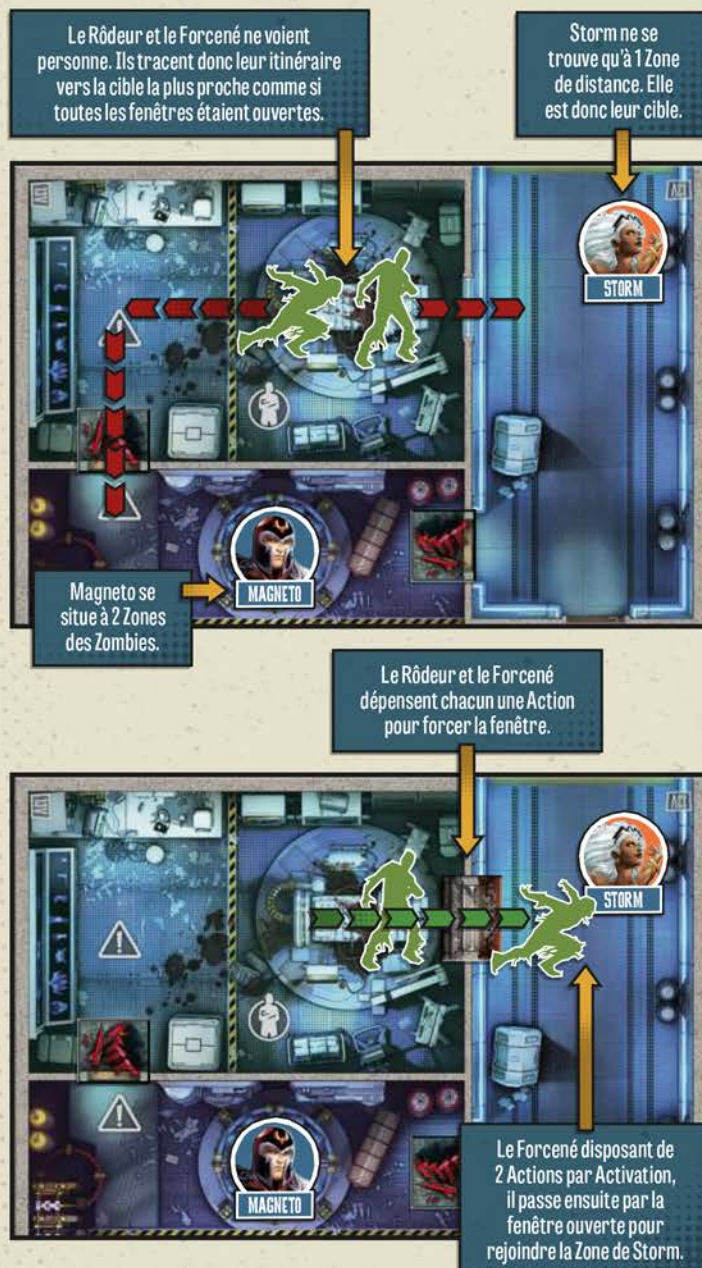 Le Rôdeur et le Forcené ne voient
personne. Ils tracent donc leur itinéraire
vers la cible la plus proche comme si
toutes les fenêtres étaient ouvertes.
Storm ne se
trouve qu'à 1 Zone
de distance. Elle
est donc leur cible.
STORM
MAGNETO
Magneto se
situe à 2 Zones
des Zombies.
Le Rôdeur et le Forcené
dépensent chacun une Action
pour forcer la fenêtre.
STORM
MAGNETO
Le Forcené disposant de
2 Actions par Activation,
il passe ensuite par la
fenêtre ouverte pour
rejoindre la Zone de Storm.